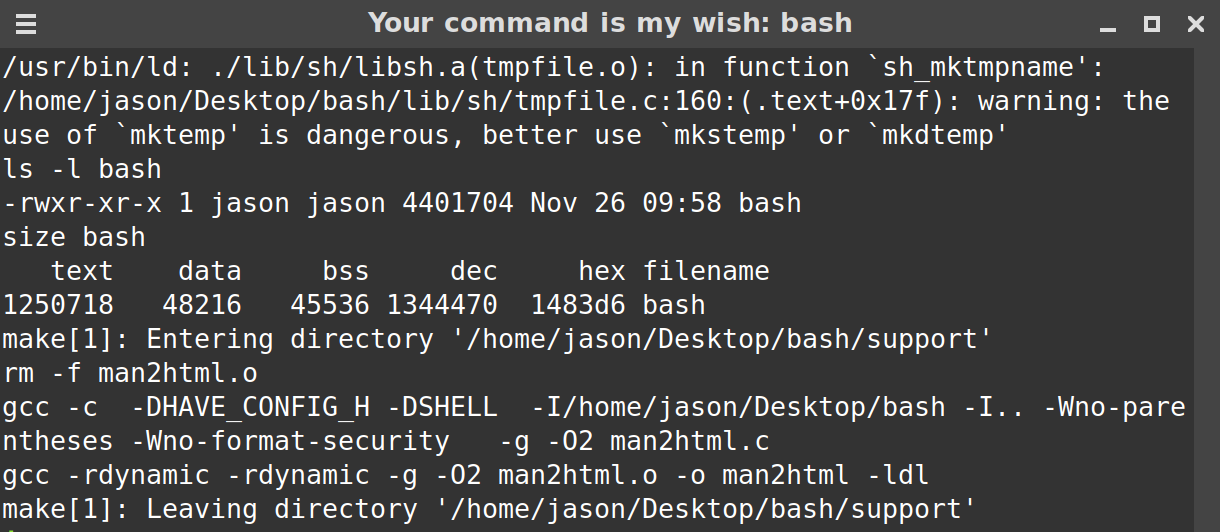 Your command is my wish: bash
/usr/bin/ld: ./lib/sh/libsh.a(tmpfile.o): in function `sh_mktmpname':
/home/jason/Desktop/bash/lib/sh/tmpfile.c:160:(.text+0x17f): warning: the
use of `mktemp' is dangerous, better use `mkstemp' or `mkdtemp'
ls -l bash
-rwxr-xr-x 1 jason jason 4401704 Nov 26 09:58 bash
size bash
   text    data     bss     dec     hex filename
1250718   48216   45536 1344470  1483d6 bash
make[1]: Entering directory '/home/jason/Desktop/bash/support'
rm -f man2html.o
gcc -c  -DHAVE_CONFIG_H -DSHELL  -I/home/jason/Desktop/bash -I.. -Wno-pare
ntheses -Wno-format-security   -g -O2 man2html.c
gcc -rdynamic -rdynamic -g -O2 man2html.o -o man2html -ldl
make[1]: Leaving directory '/home/jason/Desktop/bash/support'